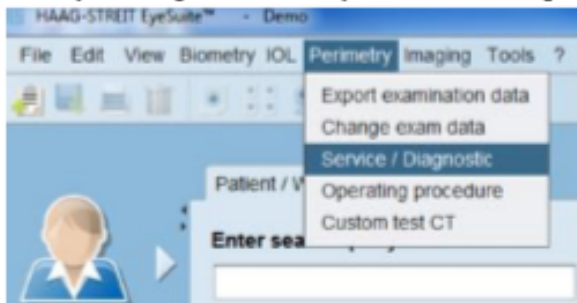 HAAG-STREIT EyeSuite™ - Demo
File Edit View Biometry IOL Perimetry Imaging Tools ?
Export examination data
Change exam data
Service / Diagnostic
Patient / W
Operating procedure
Custom test CT
Enter sea